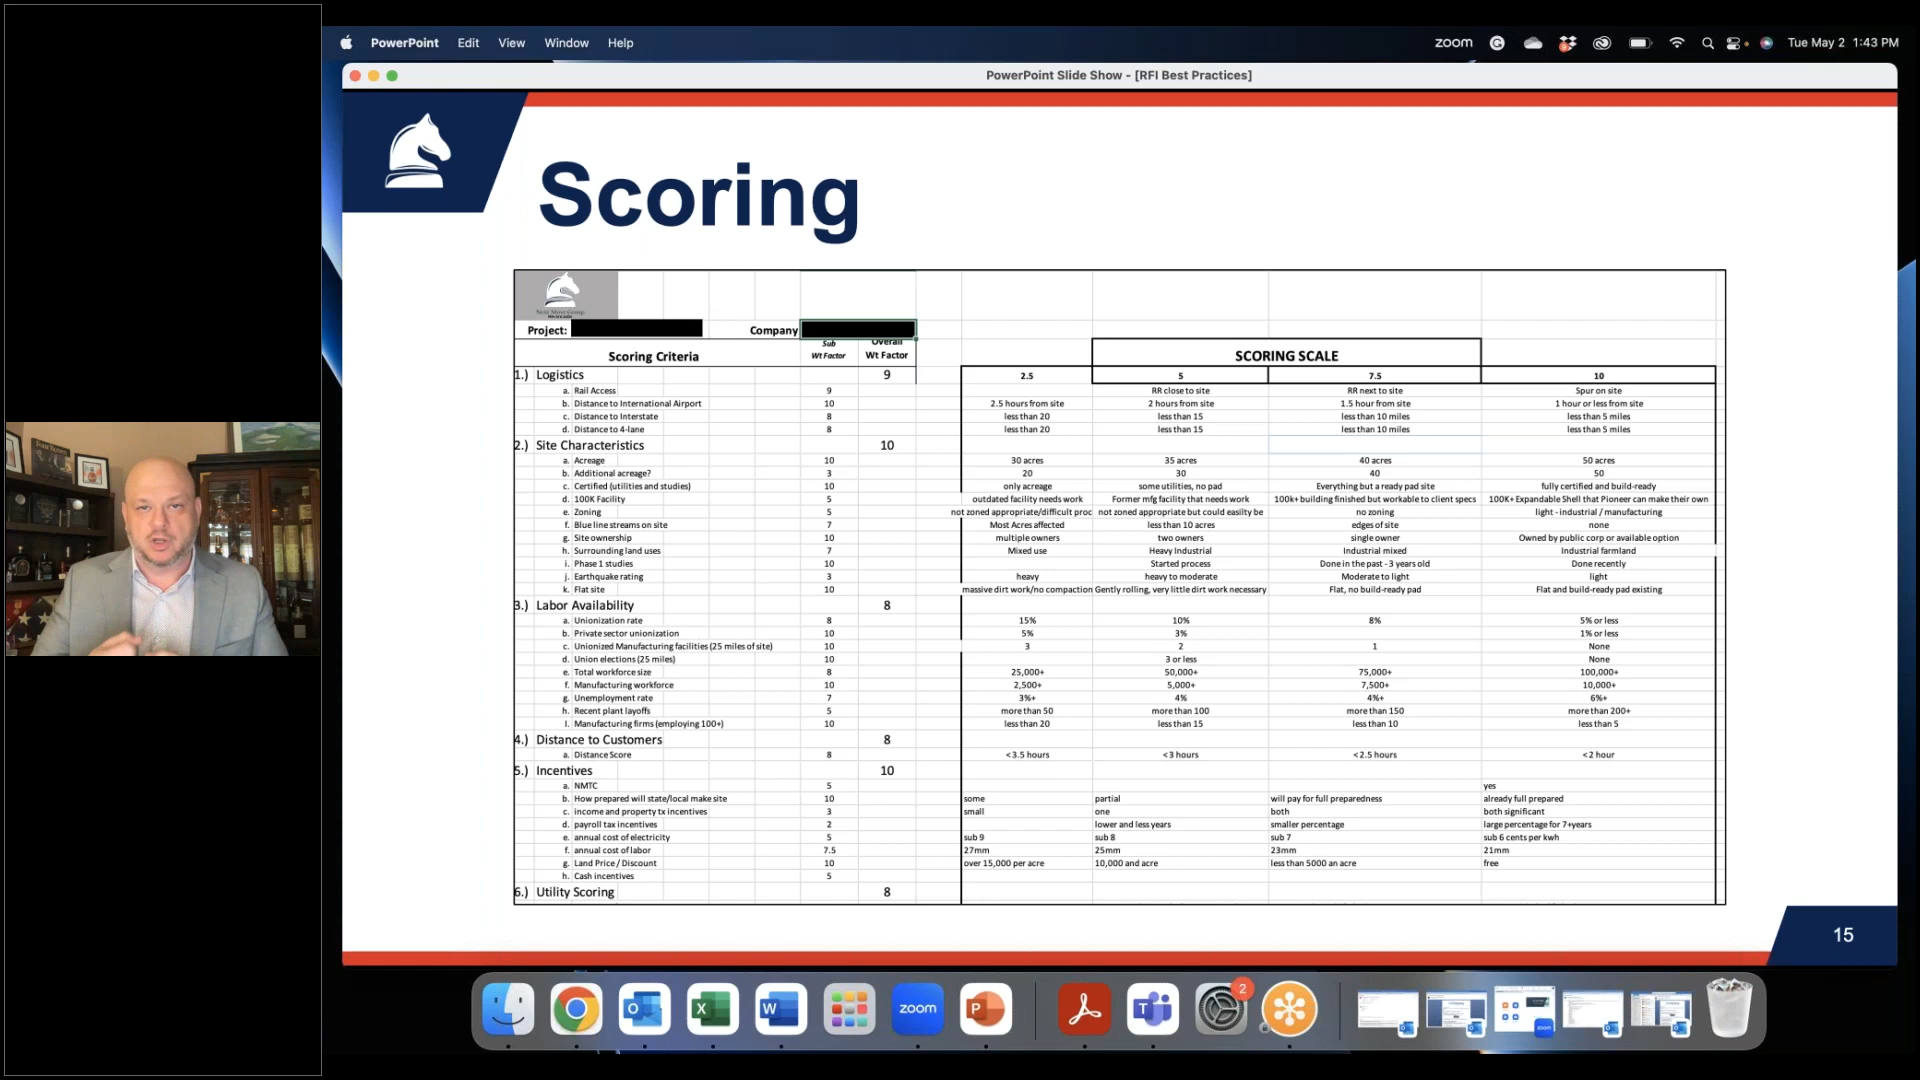 PowerPoint Edit View Window Help zoom Tue May 2 1:43 PM
PowerPoint Slide Show - [RFI Best Practices]
Scoring
Next Move Group
Project: Company
Scoring Criteria Sub Wt Factor Overall Wt Factor SCORING SCALE
1.) Logistics 9 2.5 5 7.5 10
a. Rail Access 9 RR close to site RR next to site Spur on site
b. Distance to International Airport 10 2.5 hours from site 2 hours from site 1.5 hour from site 1 hour or less from site
c. Distance to Interstate 8 less than 20 less than 15 less than 10 miles less than 5 miles
d. Distance to 4-lane 8 less than 20 less than 15 less than 10 miles less than 5 miles
2.) Site Characteristics 10
a. Acreage 10 30 acres 35 acres 40 acres 50 acres
b. Additional acreage? 3 20 30 40 50
c. Certified (utilities and studies) 10 only acreage some utilities, no pad Everything but a ready pad site fully certified and build-ready
d. 100K Facility 5 outdated facility needs work Former mfg facility that needs work 100k+ building finished but workable to client specs 100K+ Expandable Shell that Pioneer can make their own
e. Zoning 5 not zoned appropriate/difficult proc not zoned appropriate but could easilty be no zoning light - industrial / manufacturing
f. Blue line streams on site 7 Most Acres affected less than 10 acres edges of site none
g. Site ownership 10 multiple owners two owners single owner Owned by public corp or available option
h. Surrounding land uses 7 Mixed use Heavy Industrial Industrial mixed Industrial farmland
i. Phase 1 studies 10 Started process Done in the past - 3 years old Done recently
j. Earthquake rating 3 heavy heavy to moderate Moderate to light light
k. Flat site 10 massive dirt work/no compaction Gently rolling, very little dirt work necessary Flat, no build-ready pad Flat and build-ready pad existing
3.) Labor Availability 8
a. Unionization rate 8 15% 10% 8% 5% or less
b. Private sector unionization 10 5% 3% 1% or less
c. Unionized Manufacturing facilities (25 miles of site) 10 3 2 1 None
d. Union elections (25 miles) 10 3 or less None
e. Total workforce size 8 25,000+ 50,000+ 75,000+ 100,000+
f. Manufacturing workforce 10 2,500+ 5,000+ 7,500+ 10,000+
g. Unemployment rate 7 3%+ 4% 4%+ 6%+
h. Recent plant layoffs 5 more than 50 more than 100 more than 150 more than 200+
I. Manufacturing firms (employing 100+) 10 less than 20 less than 15 less than 10 less than 5
4.) Distance to Customers 8
a. Distance Score 8 <3.5 hours <3 hours <2.5 hours <2 hour
5.) Incentives 10
a. NMTC 5 yes
b. How prepared will state/local make site 10 some partial will pay for full preparedness already full prepared
c. income and property tx incentives 3 small one both both significant
d. payroll tax incentives 2 lower and less years smaller percentage large percentage for 7+years
e. annual cost of electricity 5 sub 9 sub 8 sub 7 sub 6 cents per kwh
f. annual cost of labor 7.5 27mm 25mm 23mm 21mm
g. Land Price / Discount 10 over 15,000 per acre 10,000 and acre less than 5000 an acre free
h. Cash incentives 5
6.) Utility Scoring 8
15
2
zoom